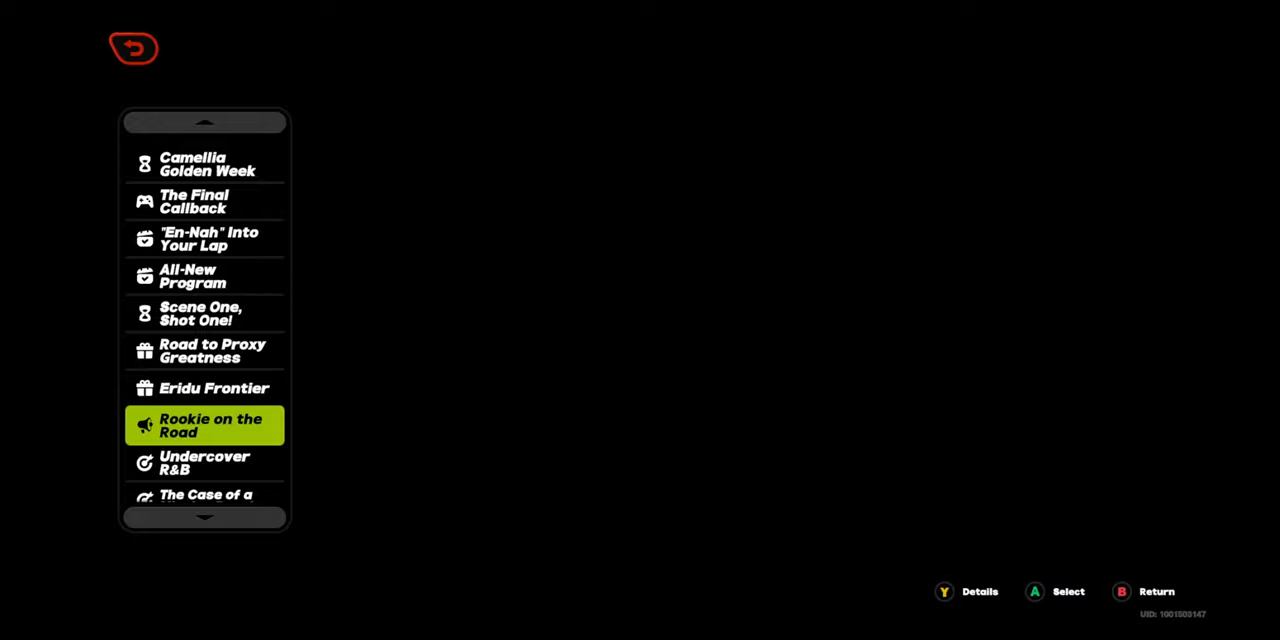 Camellia
Golden Week
The Final
Callback
"En-Nah" Into
Your Lap
All-New
Program
Scene One,
Shot One!
Road to Proxy
Greatness
Eridu Frontier
Rookie on the
Road
Undercover
R&B
The Case of a
Y Details A Select B Return
UID: 1001503147